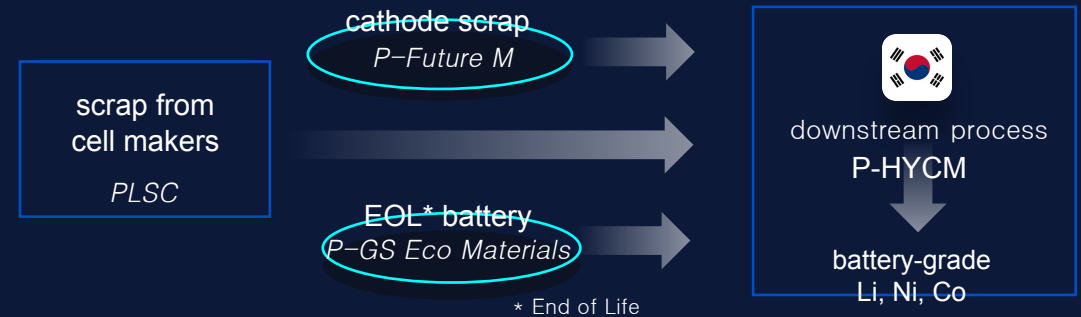 scrap from
cell makers
PLSC
cathode scrap
P-Future M
EOL* battery
P-GS Eco Materials
* End of Life
downstream process
P-HYCM
battery-grade
Li, Ni, Co